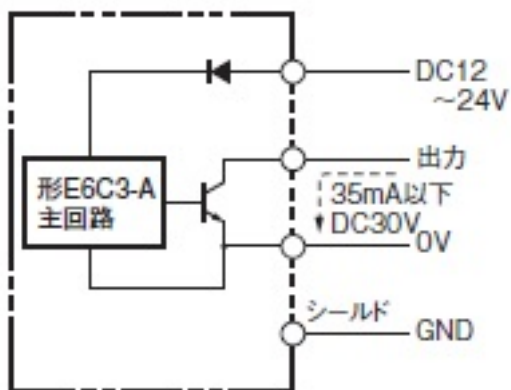 DC12
～24V
出力
形E6C3-A
主回路
35mA以下
DC30V
0V
シールド
GND